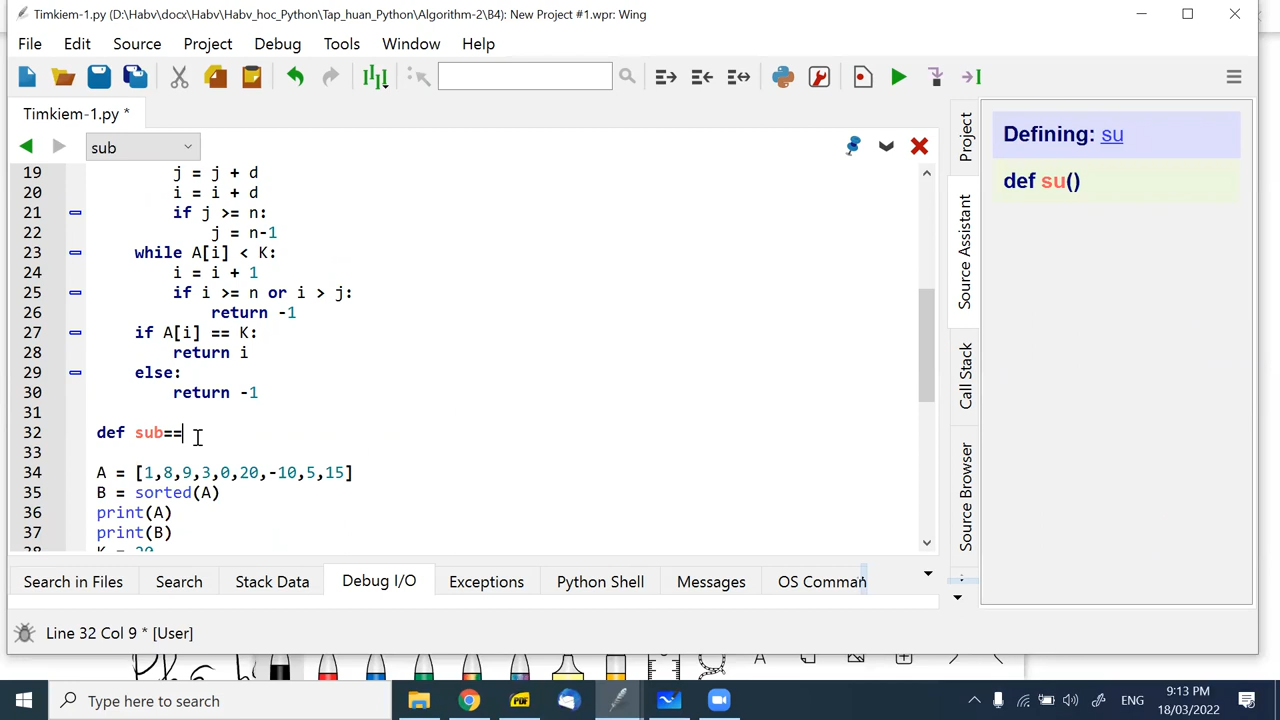 Timkiem-1.py (D:\Habv\docx\Habv\Habv_hoc_Python\Tap_huan_Python\Algorithm-2\B4): New Project #1.wpr: Wing
File Edit Source Project Debug Tools Window Help
Timkiem-1.py *
sub
19 j = j + d
20 i = i + d
21 if j >= n:
22 j = n-1
23 while A[i] < K:
24 i = i + 1
25 if i >= n or i > j:
26 return -1
27 if A[i] == K:
28 return i
29 else:
30 return -1
31
32 def sub==
33
34 A = [1,8,9,3,0,20,-10,5,15]
35 B = sorted(A)
36 print(A)
37 print(B)
38 K = 20
Project
Source Assistant
Call Stack
Source Browser
Defining: su
def su()
Search in Files Search Stack Data Debug I/O Exceptions Python Shell Messages OS Comman
Line 32 Col 9 * [User]
Type here to search
PDF
ENG
9:13 PM
18/03/2022